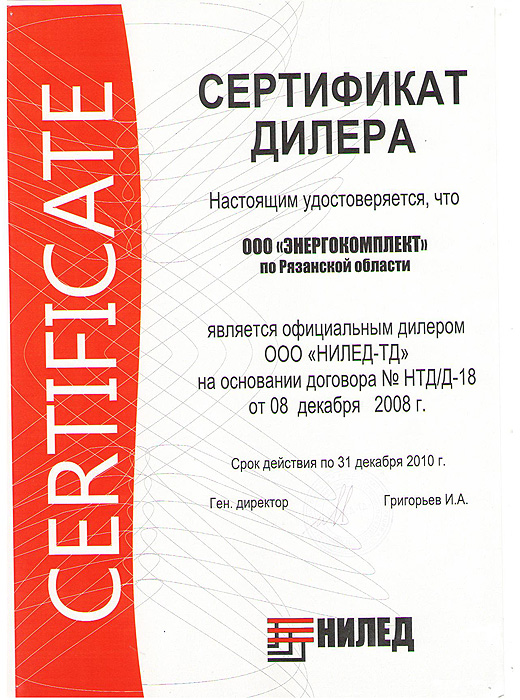 CERTIFICATE
СЕРТИФИКАТ
ДИЛЕРА
Настоящим удостоверяется, что
ООО «ЭНЕРГОКОМПЛЕКТ»
по Рязанской области
является официальным дилером
ООО «НИЛЕД-ТД»
на основании договора № НТД/Д-18
от 08 декабря 2008 г.
Срок действия по 31 декабря 2010 г.
Ген. директор Григорьев И.А.
НИЛЕД